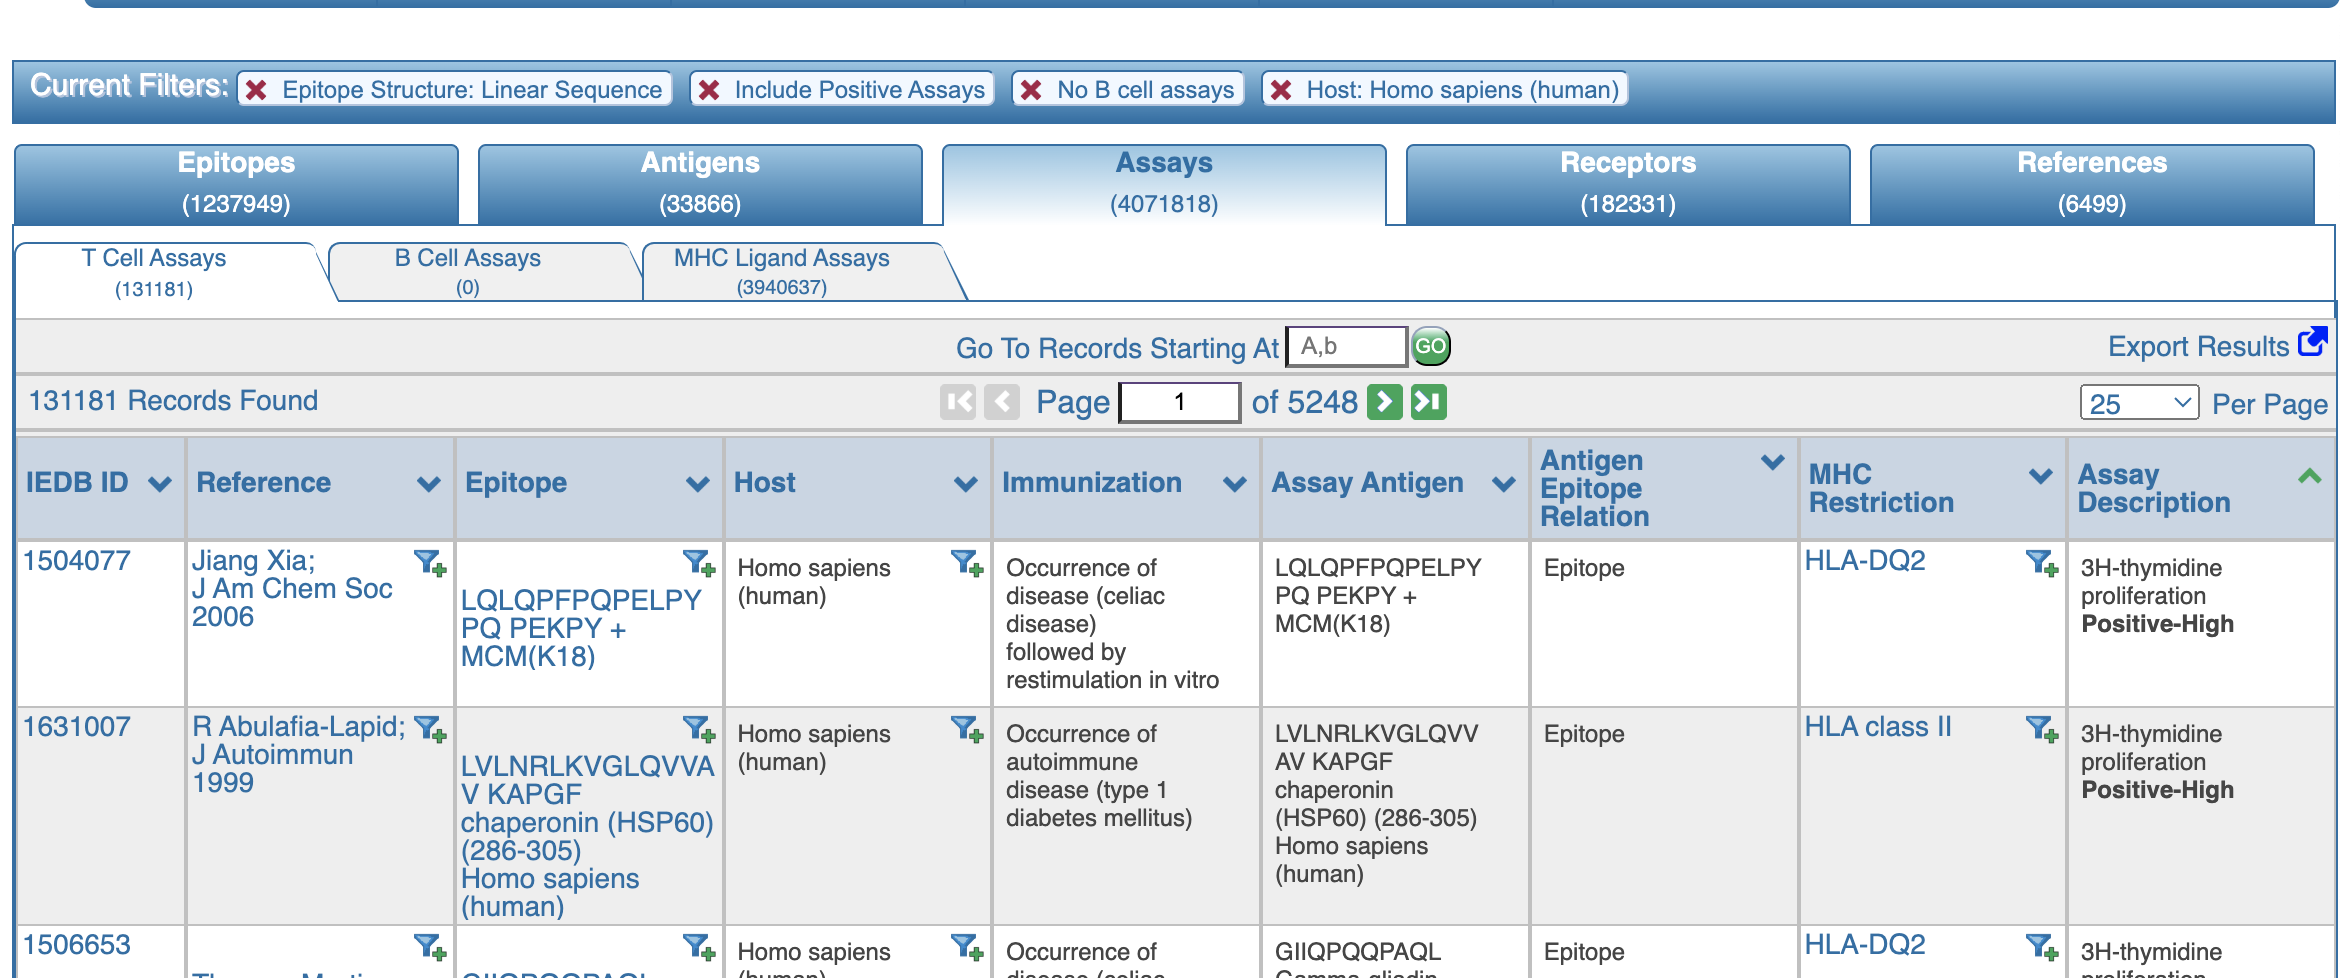 Current Filters: Epitope Structure: Linear Sequence Include Positive Assays No B cell assays Host: Homo sapiens (human)
Epitopes Antigens Assays Receptors References
(1237949) (33866) (4071818) (182331) (6499)
T Cell Assays B Cell Assays MHC Ligand Assays
(131181) (0) (3940637)
Go To Records Starting At A,b GO Export Results
131181 Records Found Page 1 of 5248 25 Per Page
IEDB ID Reference Epitope Host Immunization Assay Antigen
Antigen
Epitope
Relation
MHC
Restriction
Assay
Description
1504077
Jiang Xia;
J Am Chem Soc
2006
LQLQPFPQPELPY
PQ PEKPY +
MCM(K18)
Homo sapiens
(human)
Occurrence of
disease (celiac
disease)
followed by
restimulation in vitro
LQLQPFPQPELPY
PQ PEKPY +
MCM(K18)
Epitope
HLA-DQ2
3H-thymidine
proliferation
Positive-High
1631007
R Abulafia-Lapid;
J Autoimmun
1999
LVLNRLKVGLQVVA
V KAPGF
chaperonin (HSP60)
(286-305)
Homo sapiens
(human)
Homo sapiens
(human)
Occurrence of
autoimmune
disease (type 1
diabetes mellitus)
LVLNRLKVGLQVV
AV KAPGF
chaperonin
(HSP60) (286-305)
Homo sapiens
(human)
Epitope
HLA class II
3H-thymidine
proliferation
Positive-High
1506653
Homo sapiens
(human)
Occurrence of
disease (celiac
GIIQPQQPAQL
Epitope
HLA-DQ2
3H-thymidine
proliferation